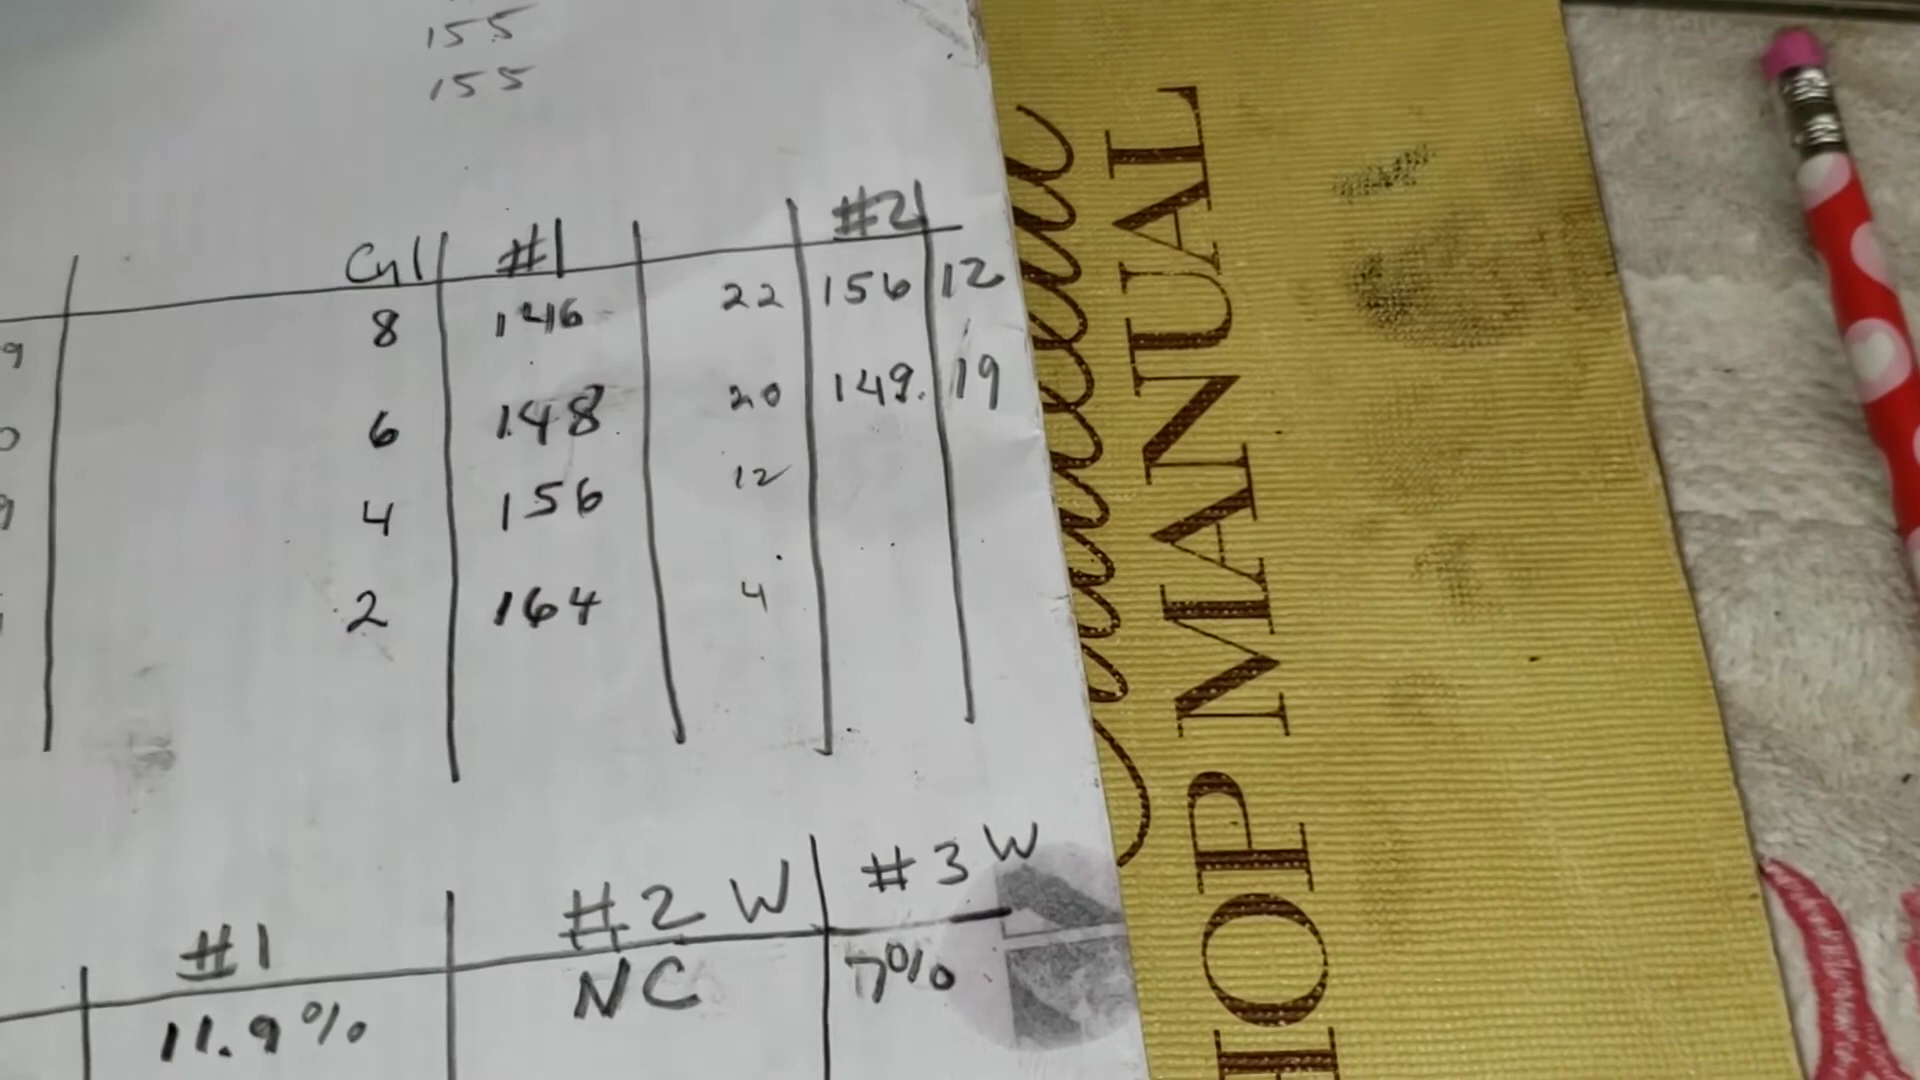 155
155
Cyl #1 #2
9 8 146 22 156 12
6 148 20 149. 19
4 156 12
2 164 4
#1 #2 W #3 W
11.9% NC 7%
SHOP MANUAL